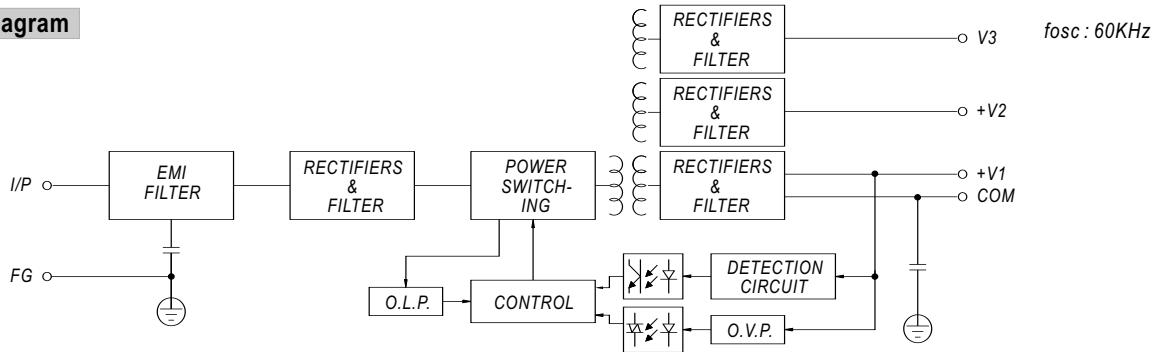 agram
RECTIFIERS
&
FILTER
V3
fosc : 60KHz
RECTIFIERS
&
FILTER
+V2
I/P
EMI
FILTER
RECTIFIERS
&
FILTER
POWER
SWITCH-
ING
RECTIFIERS
&
FILTER
+V1
COM
FG
O.L.P.
CONTROL
DETECTION
CIRCUIT
O.V.P.